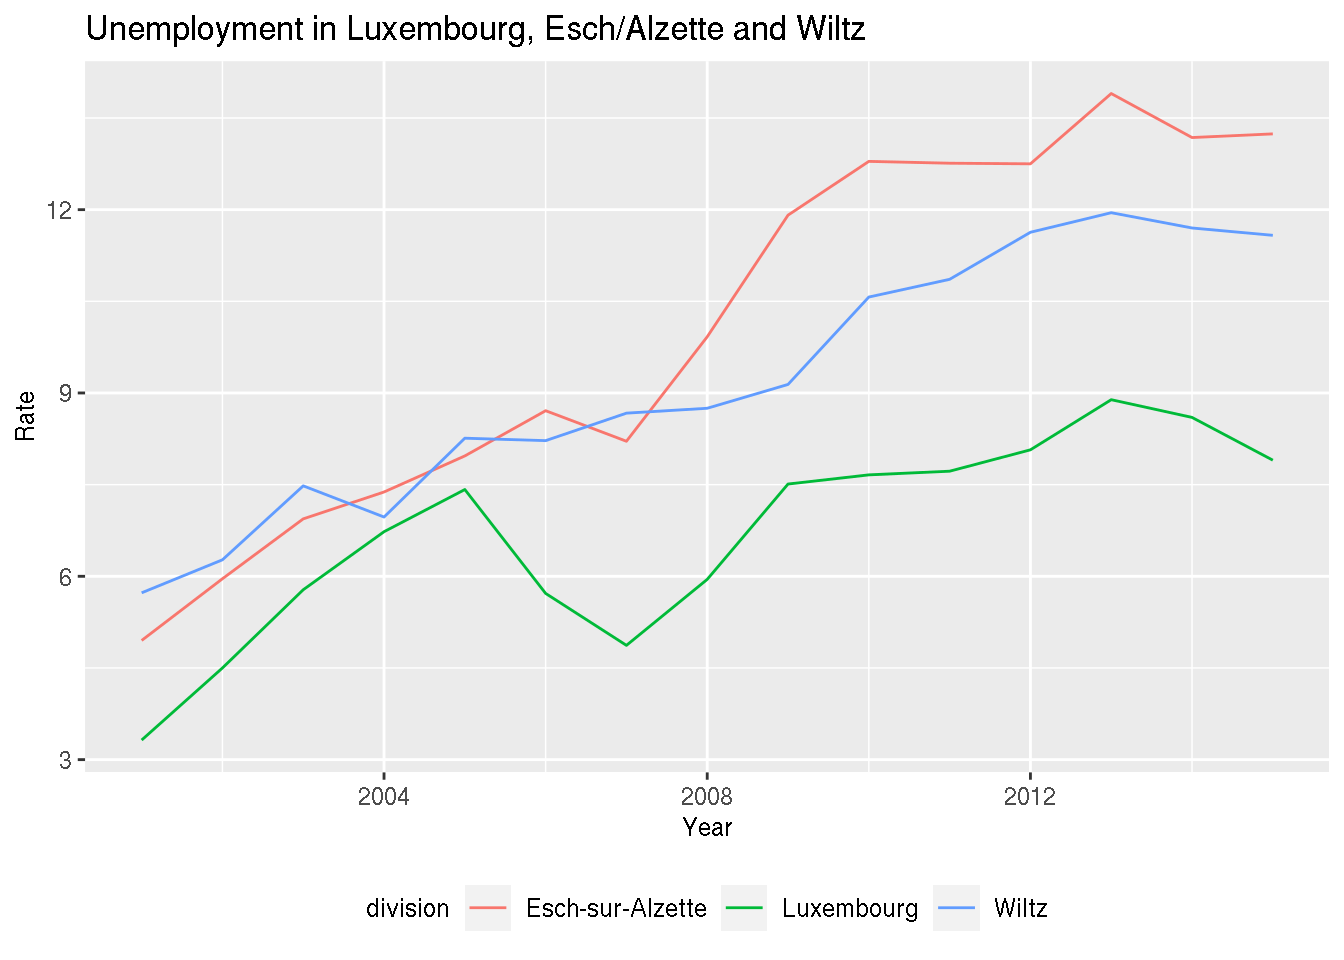 Unemployment in Luxembourg, Esch/Alzette and Wiltz
12
9
6
3
Rate
2004 2008 2012
Year
division Esch-sur-Alzette Luxembourg Wiltz